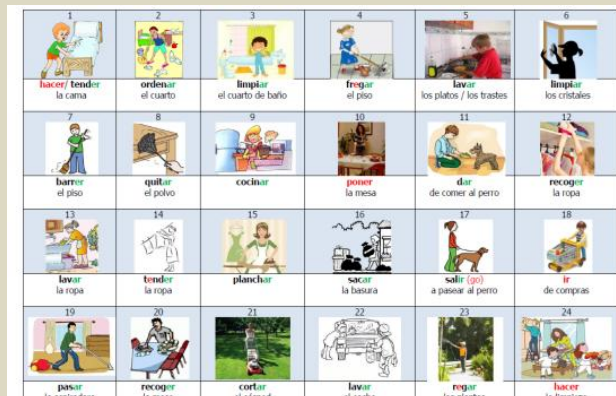 1 2 3 4 5 6
hacer/ tender ordenar limpiar fregar lavar limpiar
la cama el cuarto el cuarto de baño el piso los platos / los trastes los cristales
7 8 9 10 11 12
barrer quitar cocinar poner dar recoger
el piso el polvo la mesa de comer al perro la ropa
13 14 15 16 17 18
lavar tender planchar sacar salir (go) ir
la ropa la ropa la basura a pasear al perro de compras
19 20 21 22 23 24
pasar recoger cortar lavar regar hacer